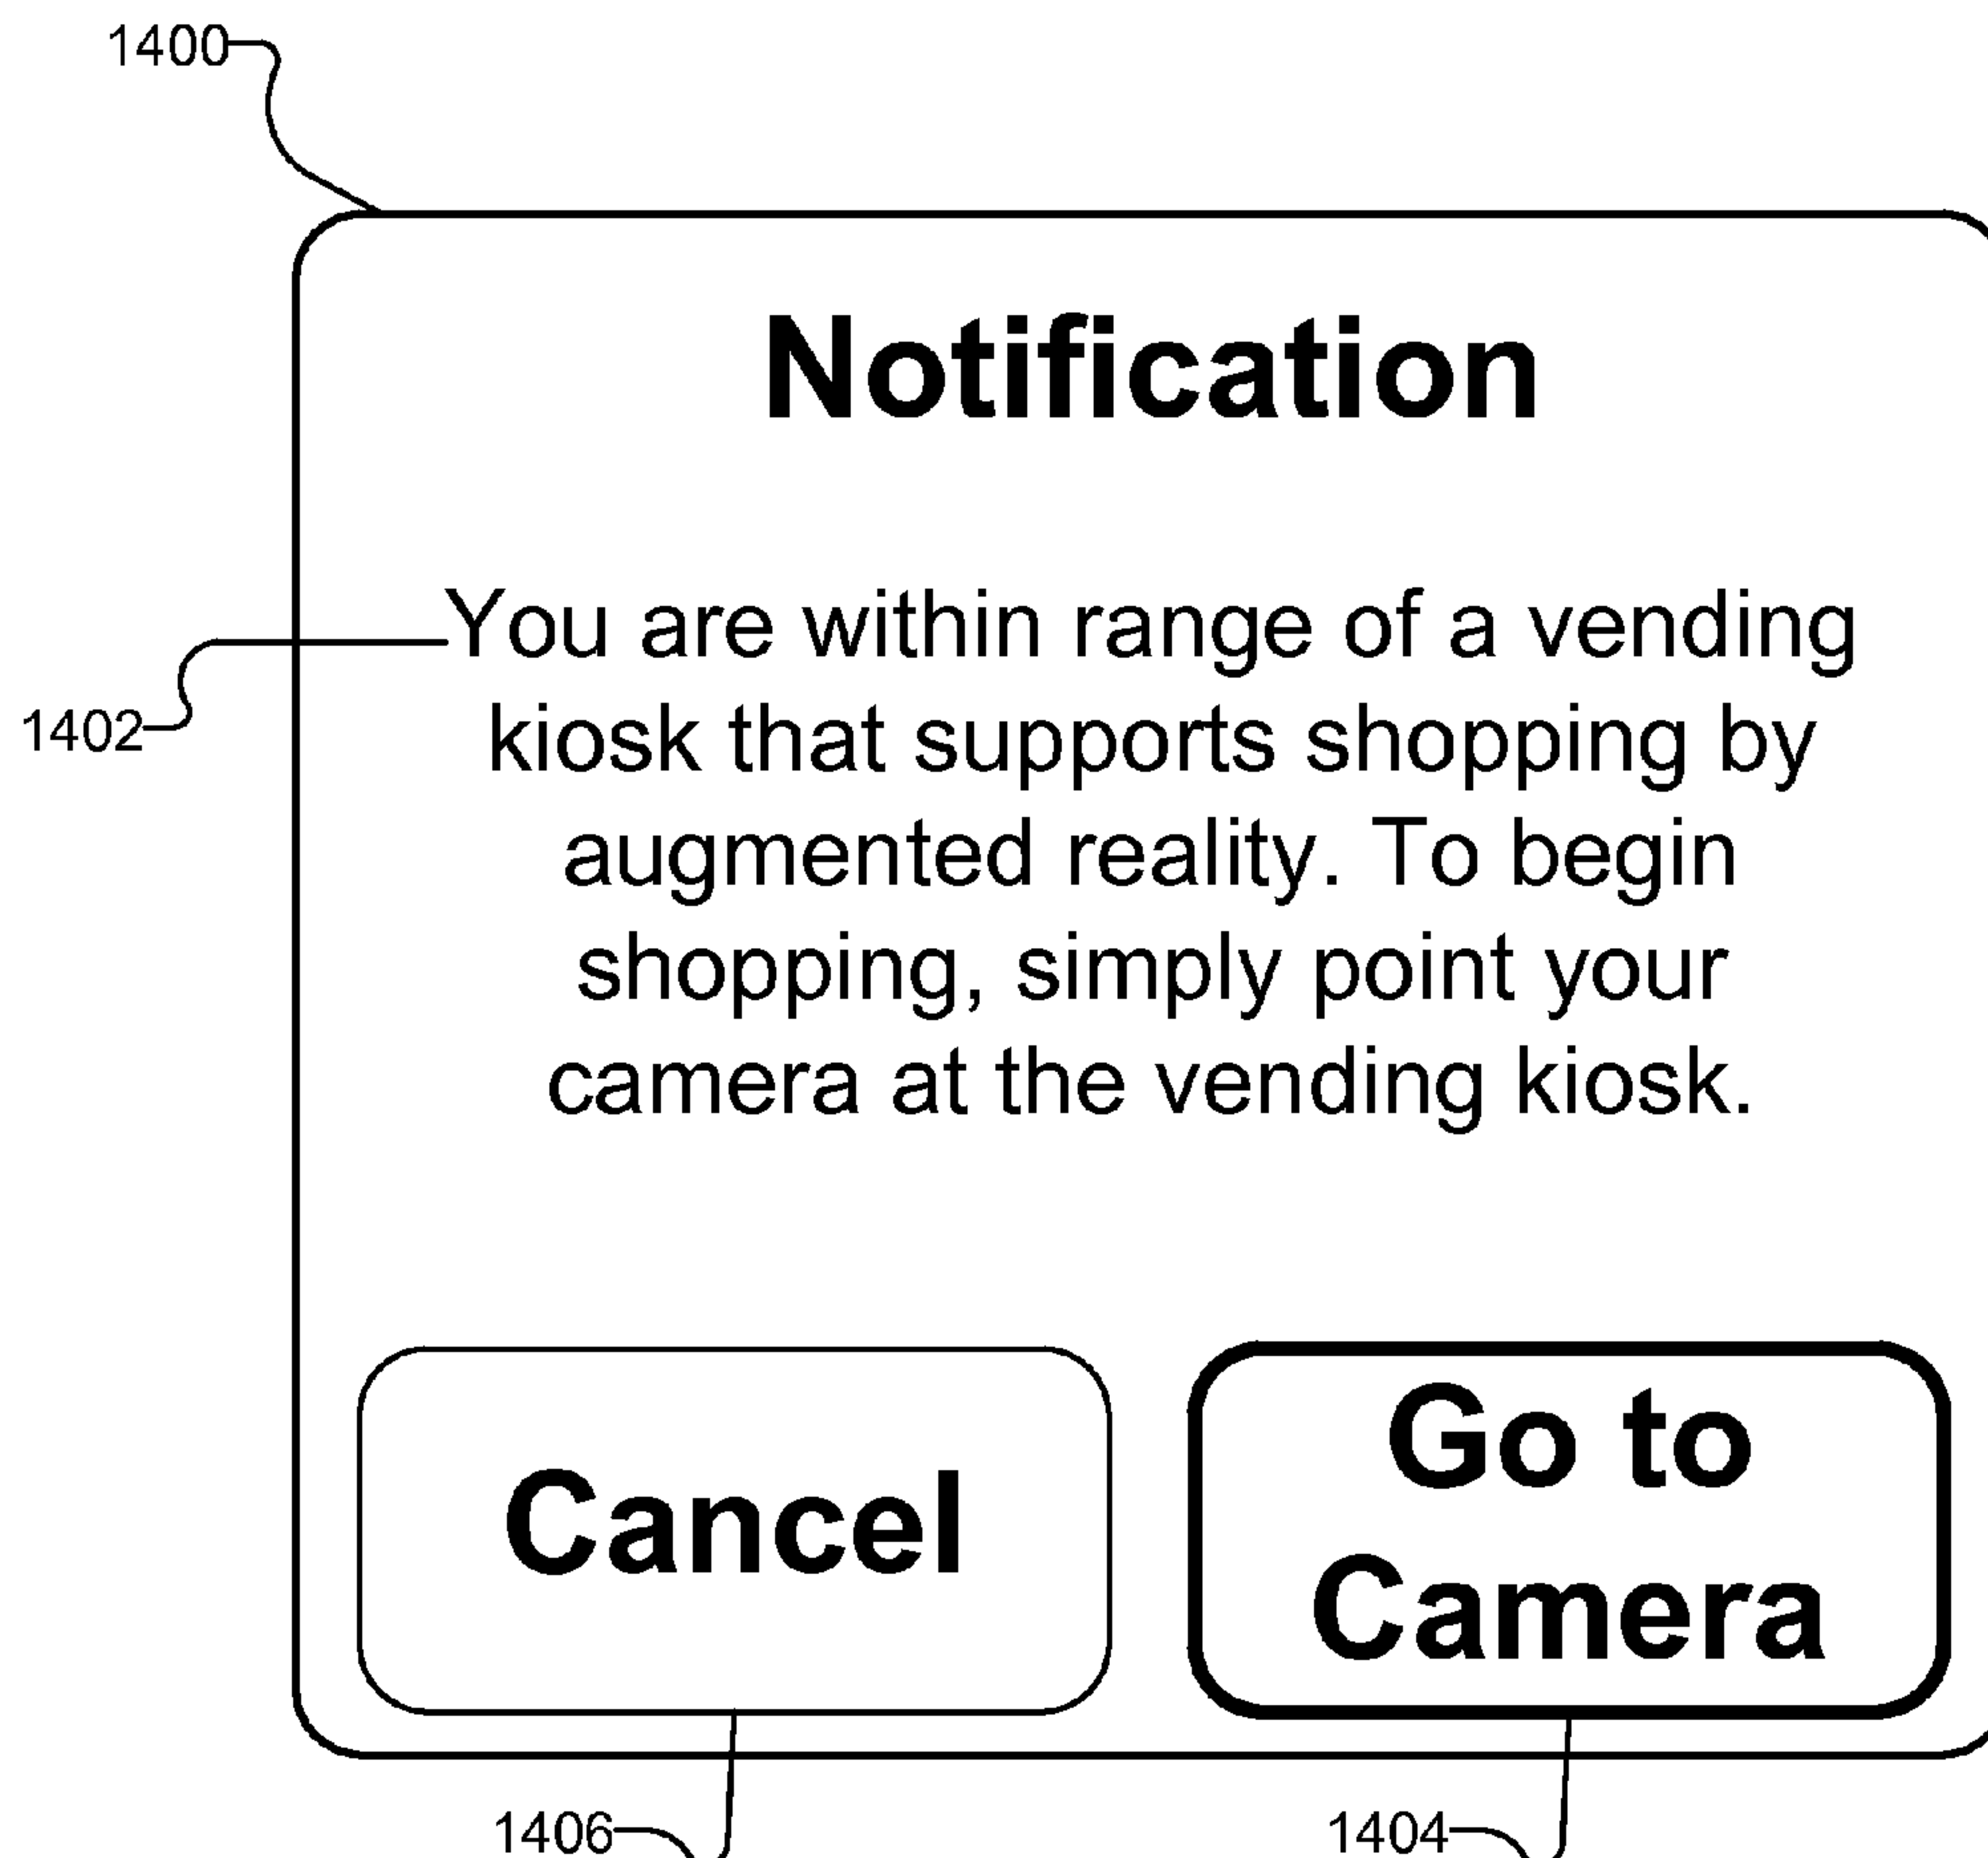 1400
Notification
You are within range of a vending
kiosk that supports shopping by
augmented reality. To begin
shopping, simply point your
camera at the vending kiosk.
1402
Cancel
Go to
Camera
1406
1404